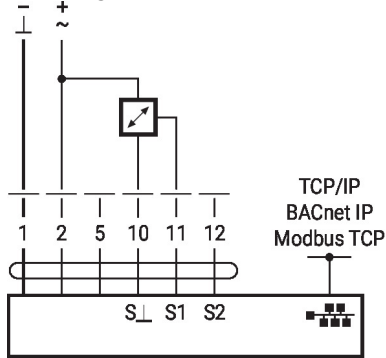 − +
⊥ ~
TCP/IP
BACnet IP
Modbus TCP
1 2 5 10 11 12
S⊥ S1 S2